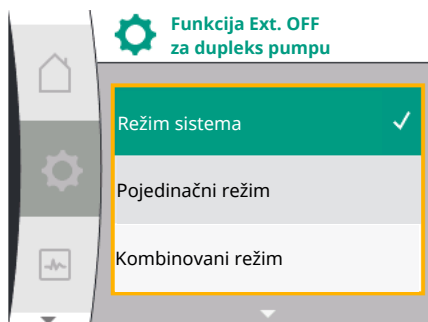 Funkcija Ext. OFF
za dupleks pumpu
Režim sistema
Pojedinačni režim
Kombinovani režim